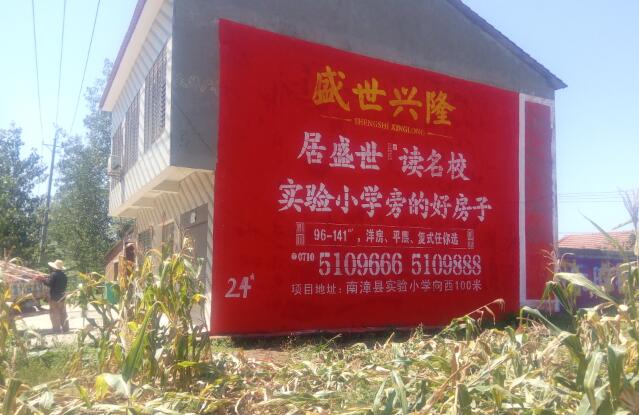 盛世兴隆
SHENGSHI XINGLONG
居盛世 读名校
实验小学旁的好房子
96-141㎡，洋房、平层、复式任你选
0710 5109666 5109888
24#
项目地址：南漳县实验小学向西100米